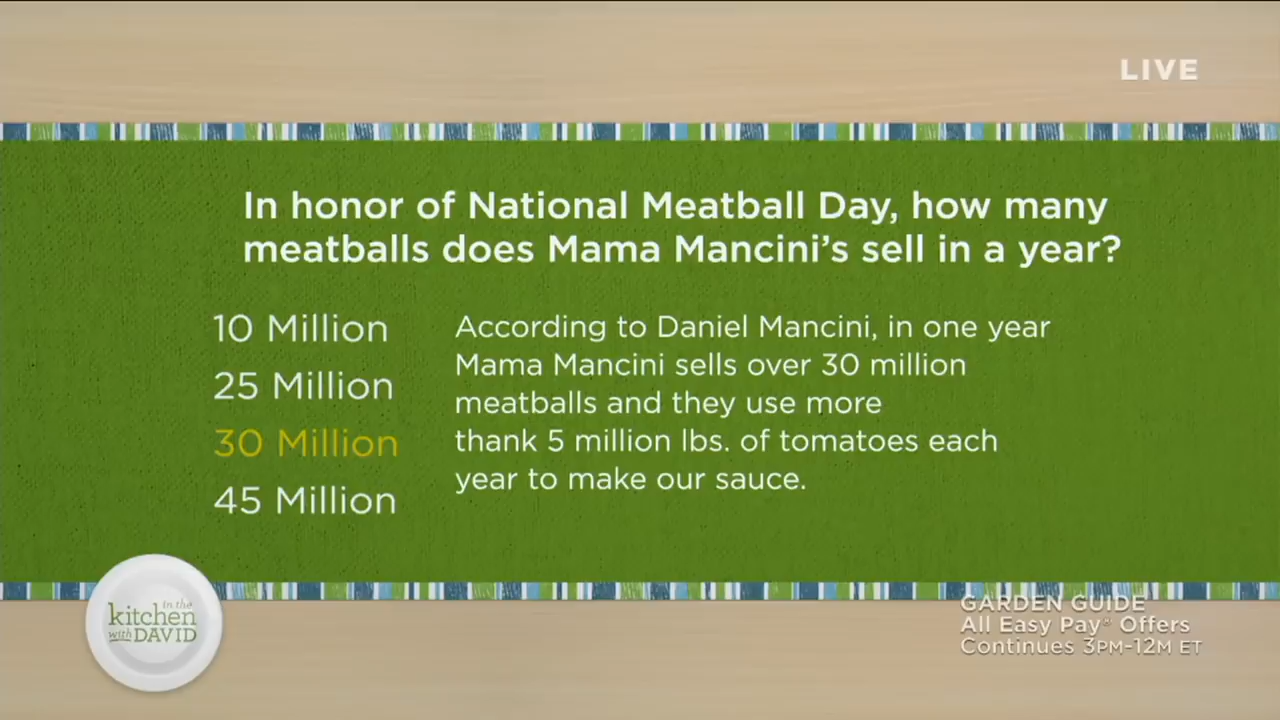 LIVE
In honor of National Meatball Day, how many
meatballs does Mama Mancini’s sell in a year?
10 Million
25 Million
30 Million
45 Million
According to Daniel Mancini, in one year
Mama Mancini sells over 30 million
meatballs and they use more
thank 5 million lbs. of tomatoes each
year to make our sauce.
in the
kitchen
with DAVID
GARDEN GUIDE
All Easy Pay® Offers
Continues 3PM-12M ET